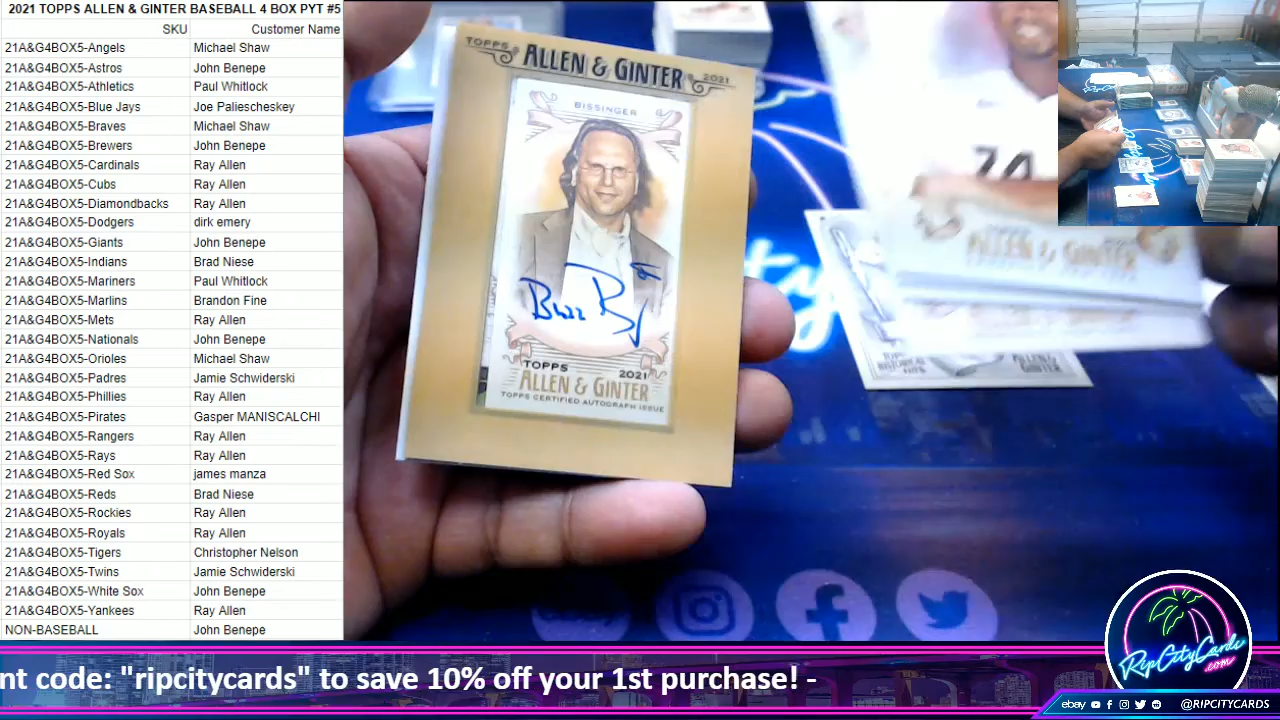 2021 TOPPS ALLEN & GINTER BASEBALL 4 BOX PYT #5
SKU Customer Name
21A&G4BOX5-Angels Michael Shaw
21A&G4BOX5-Astros John Benepe
21A&G4BOX5-Athletics Paul Whitlock
21A&G4BOX5-Blue Jays Joe Paliescheskey
21A&G4BOX5-Braves Michael Shaw
21A&G4BOX5-Brewers John Benepe
21A&G4BOX5-Cardinals Ray Allen
21A&G4BOX5-Cubs Ray Allen
21A&G4BOX5-Diamondbacks Ray Allen
21A&G4BOX5-Dodgers dirk emery
21A&G4BOX5-Giants John Benepe
21A&G4BOX5-Indians Brad Niese
21A&G4BOX5-Mariners Paul Whitlock
21A&G4BOX5-Marlins Brandon Fine
21A&G4BOX5-Mets Ray Allen
21A&G4BOX5-Nationals John Benepe
21A&G4BOX5-Orioles Michael Shaw
21A&G4BOX5-Padres Jamie Schwiderski
21A&G4BOX5-Phillies Ray Allen
21A&G4BOX5-Pirates Gasper MANISCALCHI
21A&G4BOX5-Rangers Ray Allen
21A&G4BOX5-Rays Ray Allen
21A&G4BOX5-Red Sox james manza
21A&G4BOX5-Reds Brad Niese
21A&G4BOX5-Rockies Ray Allen
21A&G4BOX5-Royals Ray Allen
21A&G4BOX5-Tigers Christopher Nelson
21A&G4BOX5-Twins Jamie Schwiderski
21A&G4BOX5-White Sox John Benepe
21A&G4BOX5-Yankees Ray Allen
NON-BASEBALL John Benepe
TOPPS ALLEN & GINTER 2021
BISSINGER
Buzz
TOPPS 2021
ALLEN & GINTER
TOPPS CERTIFIED AUTOGRAPH ISSUE
ALLEN & GINTER
nt code "ripcitycards" to save 10% off your 1st purchase! -
RipCityCards
.com
ebay @RIPCITYCARDS